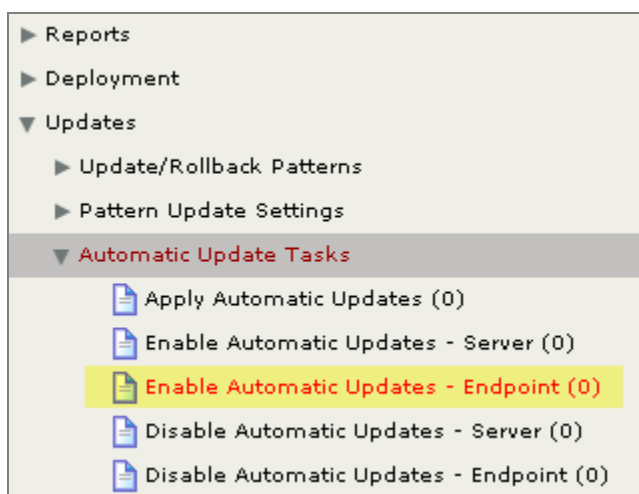 Reports
Deployment
Updates
Update/Rollback Patterns
Pattern Update Settings
Automatic Update Tasks
Apply Automatic Updates (0)
Enable Automatic Updates - Server (0)
Enable Automatic Updates - Endpoint (0)
Disable Automatic Updates - Server (0)
Disable Automatic Updates - Endpoint (0)